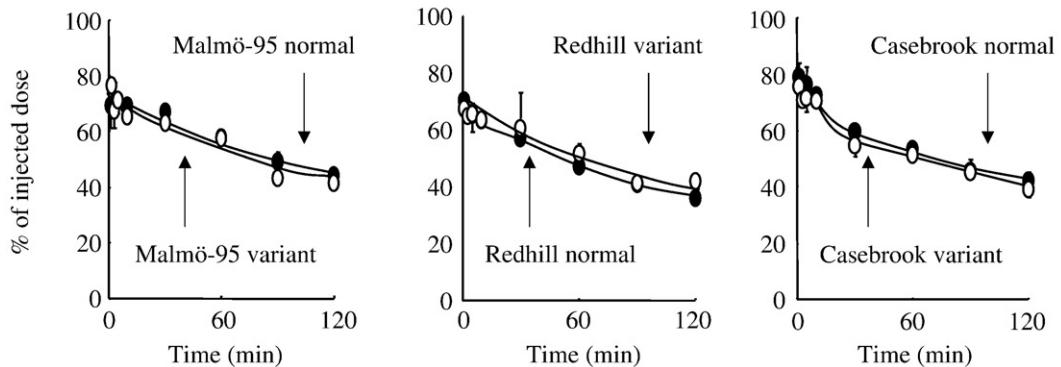 % of injected dose
100
80
60
40
20
0
Malmö-95 normal
Malmö-95 variant
0 60 120
Time (min)
100
80
60
40
20
0
Redhill variant
Redhill normal
0 60 120
Time (min)
100
80
60
40
20
0
Casebrook normal
Casebrook variant
0 60 120
Time (min)